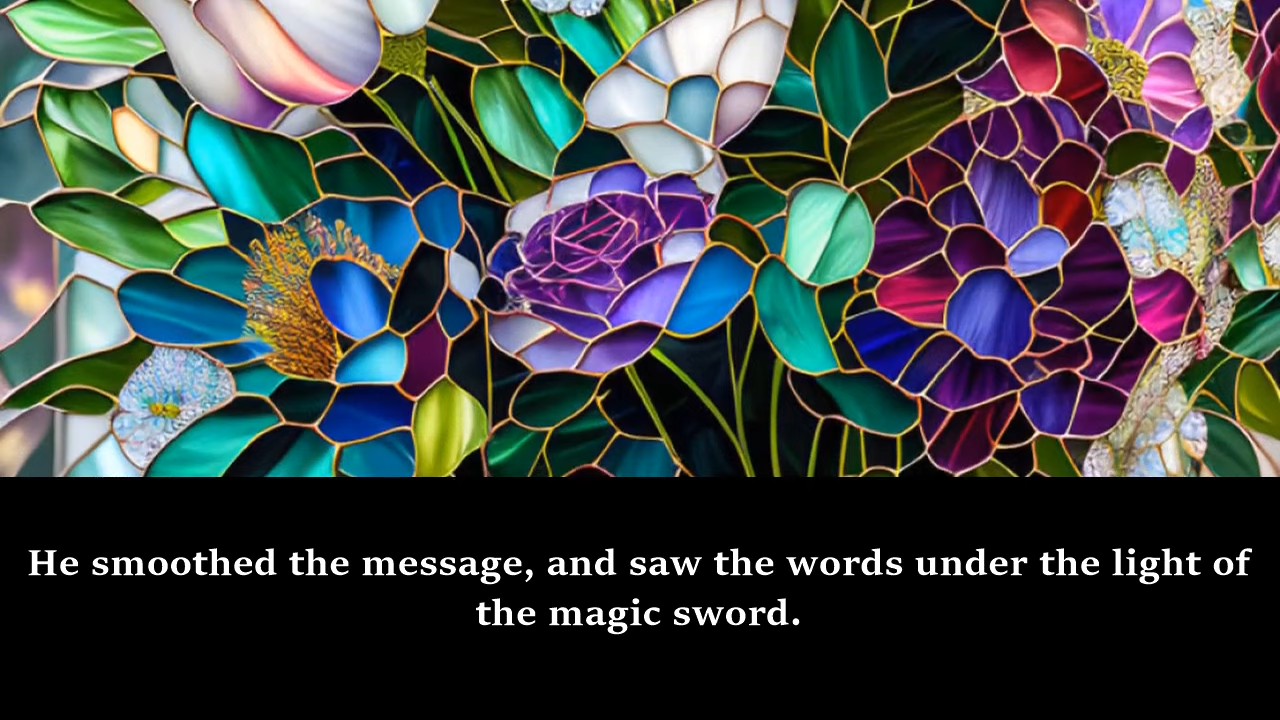 He smoothed the message, and saw the words under the light of
the magic sword.